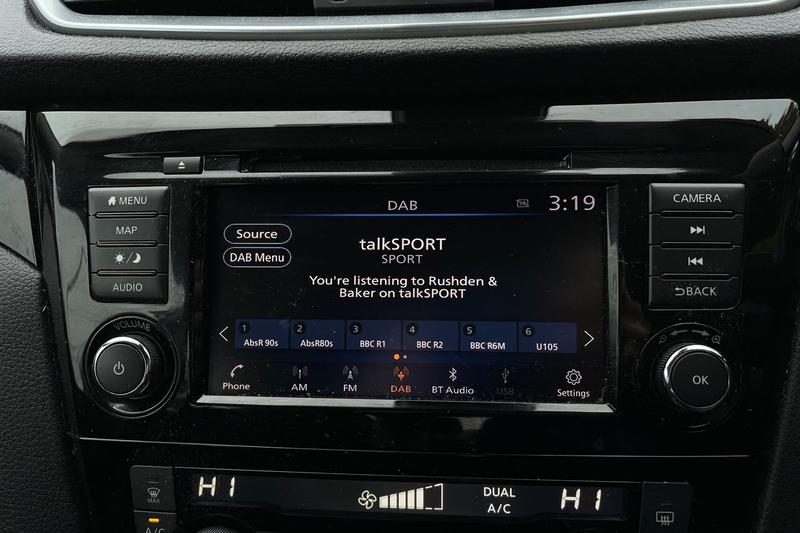 MENU
MAP
AUDIO
VOLUME
DAB
3:19
Source
DAB Menu
talkSPORT
SPORT
You're listening to Rushden &
Baker on talkSPORT
1 AbsR 90s
2 AbsR80s
3 BBC R1
4 BBC R2
5 BBC R6M
6 U105
Phone
AM
FM
DAB
BT Audio
USB
Settings
CAMERA
BACK
OK
MAX
A/C
HI
DUAL
A/C
HI